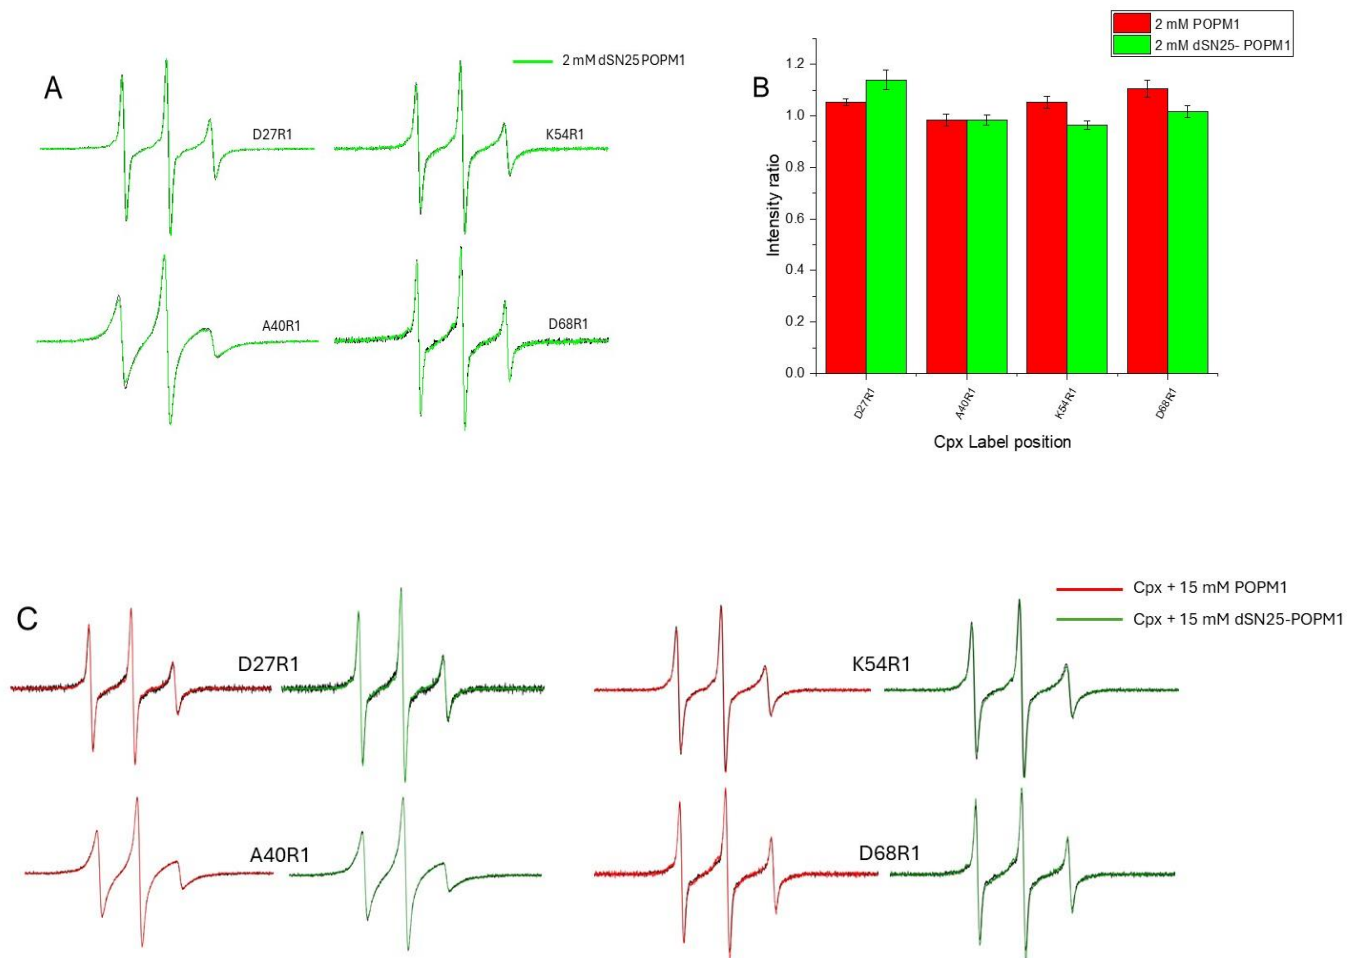 A
2 mM dSN25 POPM1
D27R1
K54R1
A40R1
D68R1
B
2 mM POPM1
2 mM dSN25- POPM1
Intensity ratio
1.2
1.0
0.8
0.6
0.4
0.2
0.0
D27R1
A40R1
K54R1
D68R1
Cpx Label position
C
Cpx + 15 mM POPM1
Cpx + 15 mM dSN25-POPM1
D27R1
K54R1
A40R1
D68R1